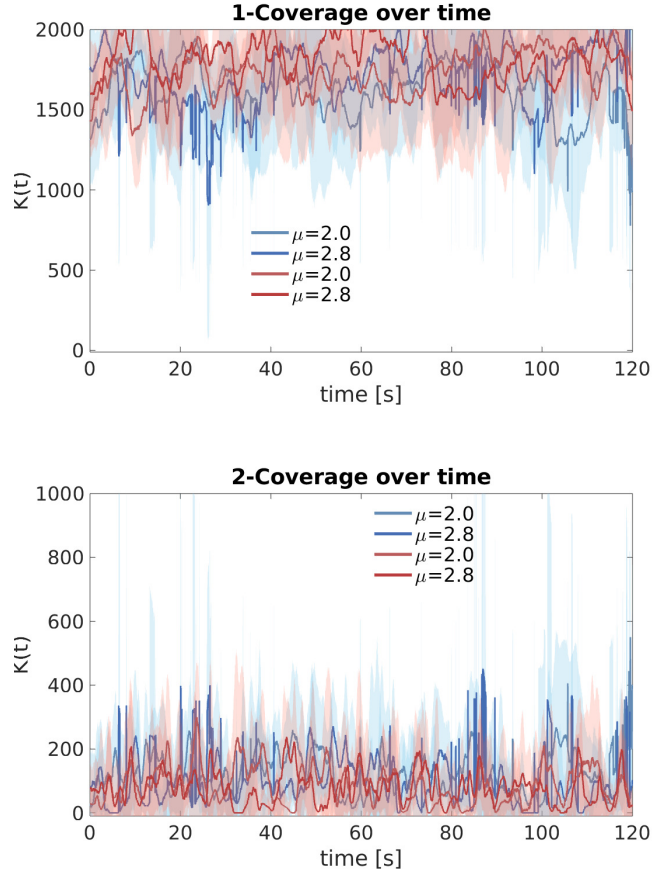 1-Coverage over time
2000
1500
1000
500
0
K(t)
μ=2.0
μ=2.8
μ=2.0
μ=2.8
0 20 40 60 80 100 120
time [s]
2-Coverage over time
1000
800
600
400
200
0
K(t)
μ=2.0
μ=2.8
μ=2.0
μ=2.8
0 20 40 60 80 100 120
time [s]